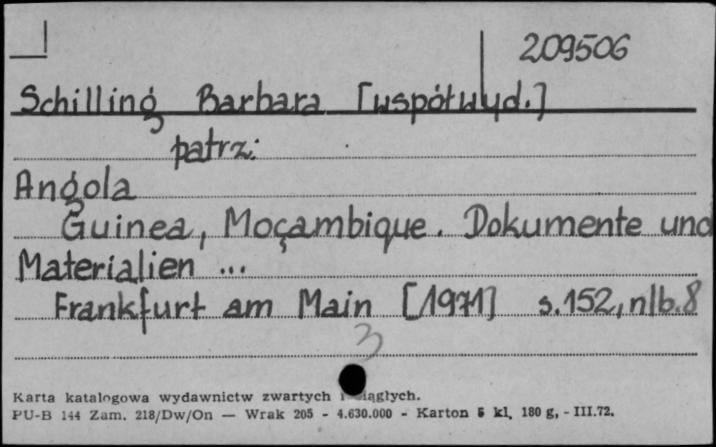 209506
Schilling Barbara [współwyd.]
patrz:
Angola
Guinea, Moçambique. Dokumente und
Materialien ...
Frankfurt am Main [1971] s.152, nlb.8
3
Karta katalogowa wydawnictw zwartych i ciągłych.
PU-B 144 Zam. 218/Dw/On — Wrak 205 - 4.630.000 - Karton 5 kl. 180 g, - III.72.